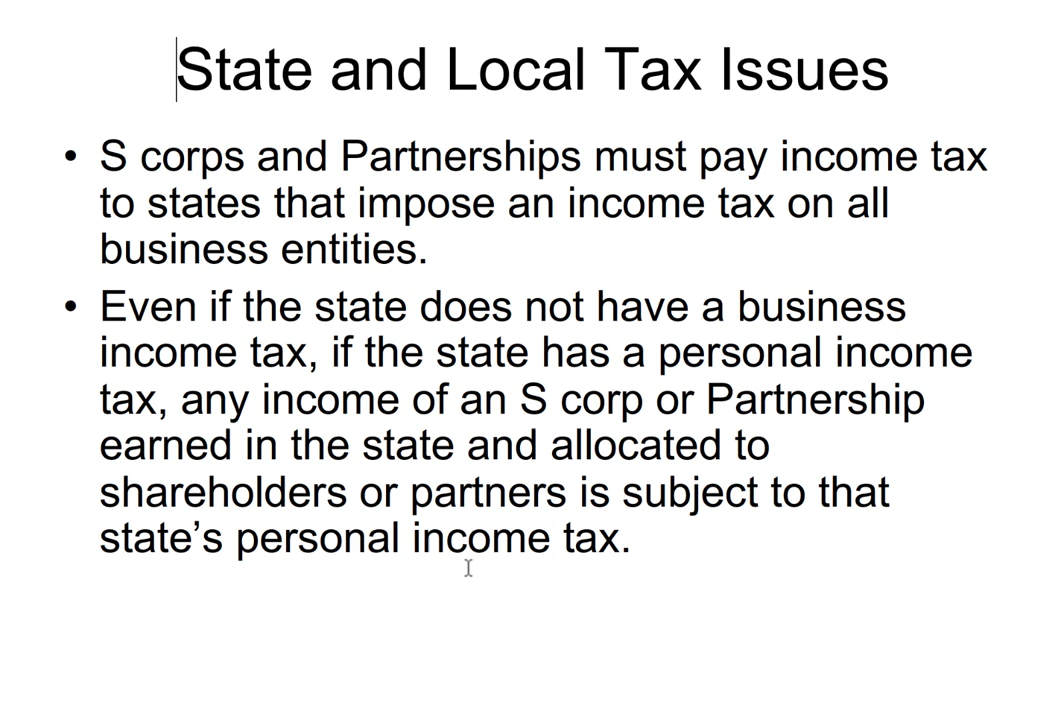 State and Local Tax Issues
• S corps and Partnerships must pay income tax
to states that impose an income tax on all
business entities.
• Even if the state does not have a business
income tax, if the state has a personal income
tax, any income of an S corp or Partnership
earned in the state and allocated to
shareholders or partners is subject to that
state’s personal income tax.